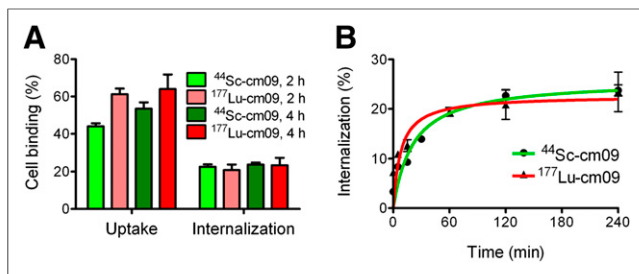 A
Cell binding (%)
80
60
40
20
0
⁴⁴Sc-cm09, 2 h
¹⁷⁷Lu-cm09, 2 h
⁴⁴Sc-cm09, 4 h
¹⁷⁷Lu-cm09, 4 h
Uptake
Internalization
B
Internalization (%)
30
20
10
0
⁴⁴Sc-cm09
¹⁷⁷Lu-cm09
0 60 120 180 240
Time (min)